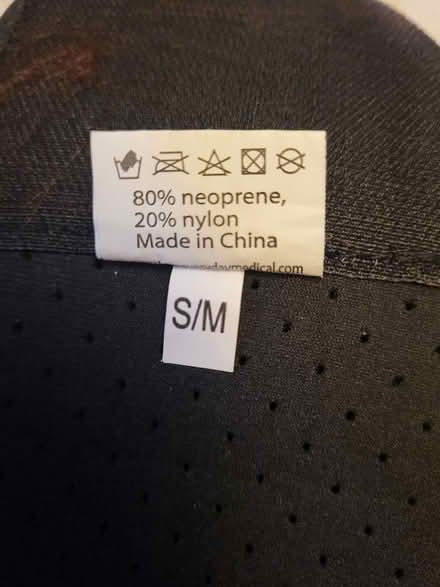 80% neoprene,
20% nylon
Made in China
S/M